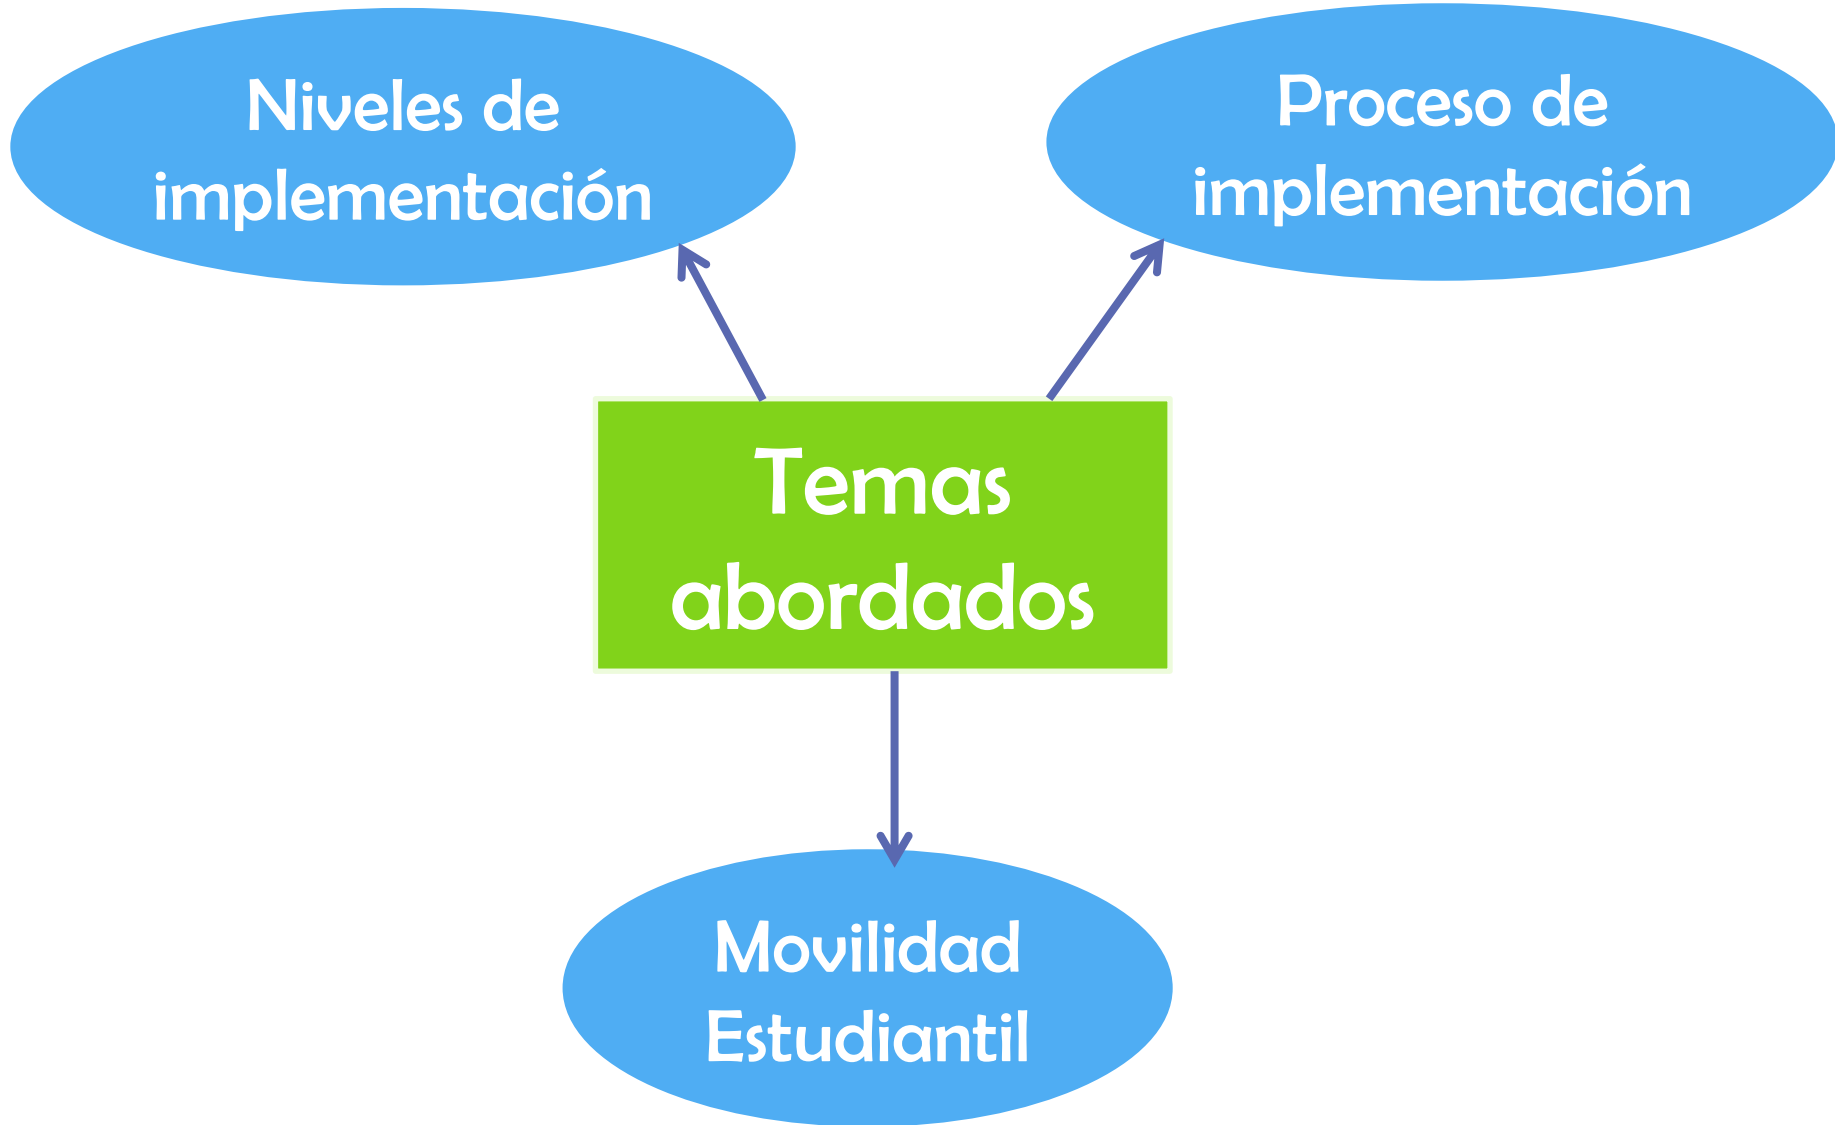 Niveles de
implementación
Proceso de
implementación
Temas
abordados
Movilidad
Estudiantil